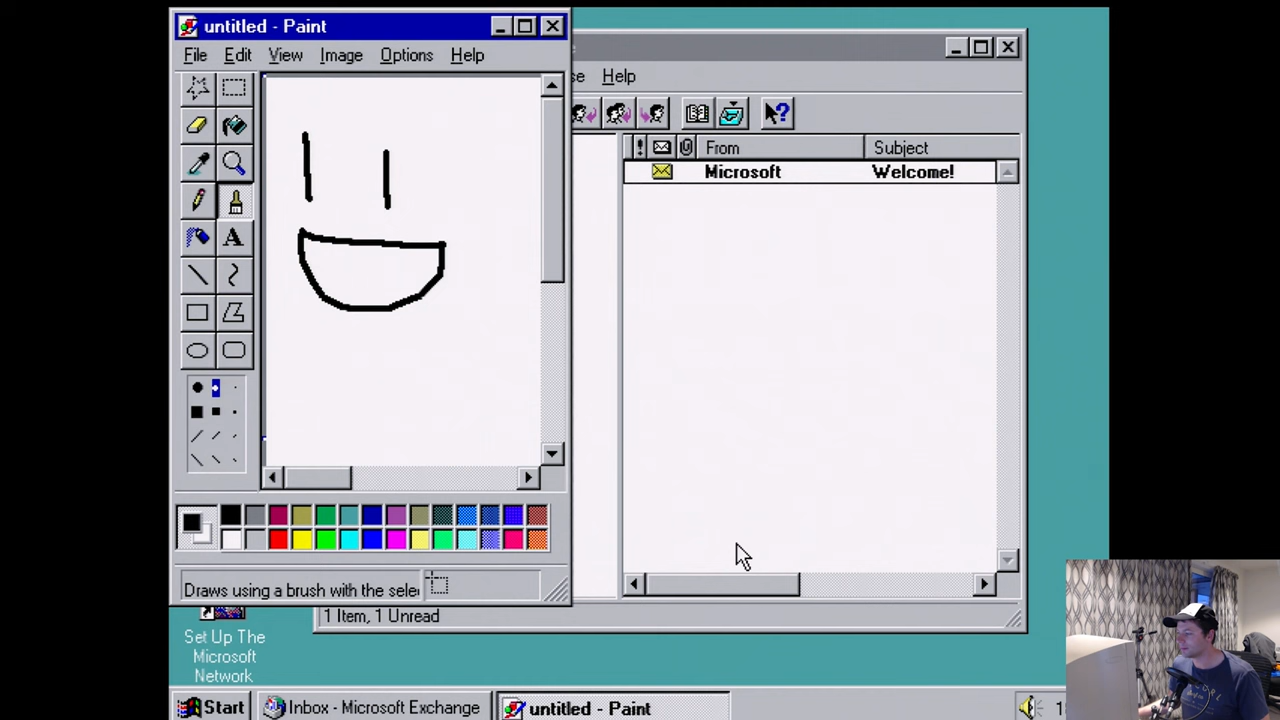 untitled - Paint
File Edit View Image Options Help
Help
! From Subject
Microsoft Welcome!
A
Draws using a brush with the sele
1 Item, 1 Unread
Set Up The
Microsoft
Network
Start Inbox - Microsoft Exchange untitled - Paint